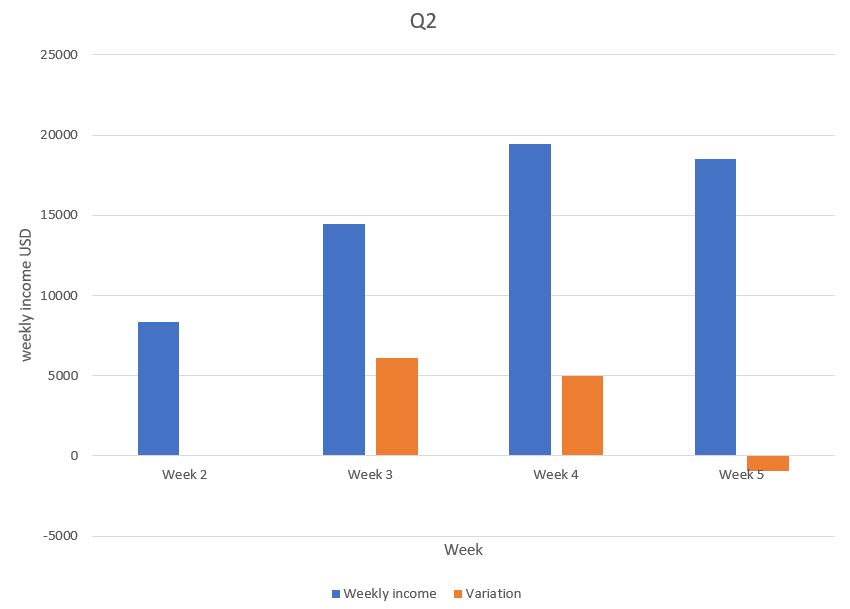 Q2
25000
20000
15000
10000
5000
0
-5000
weekly income USD
Week 2 Week 3 Week 4 Week 5
Week
Weekly income Variation